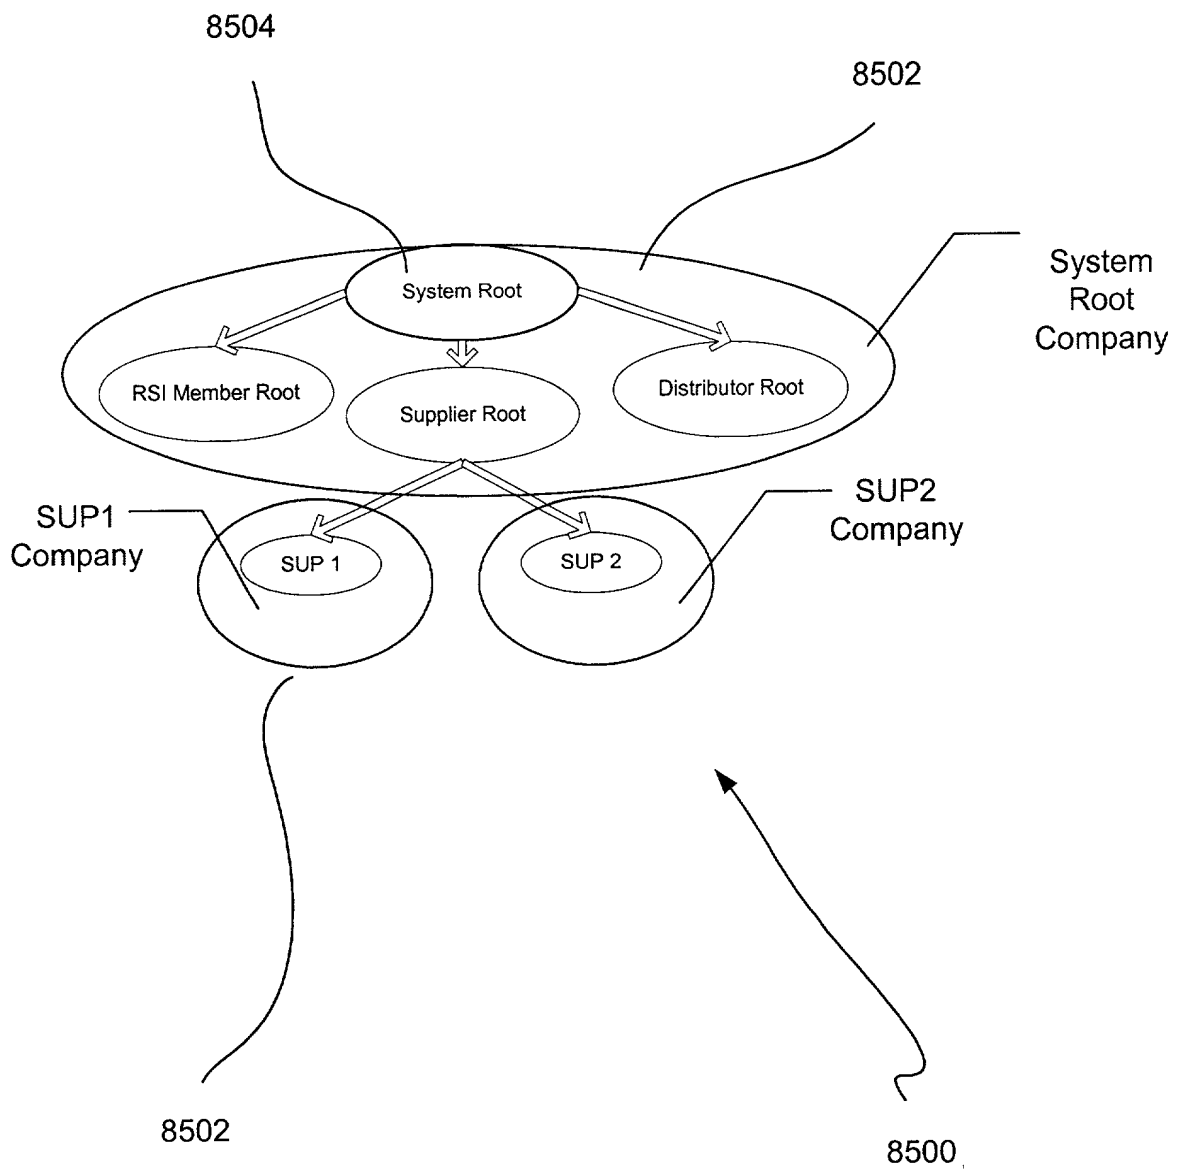 8504
8502
System Root
System
Root
Company
RSI Member Root
Supplier Root
Distributor Root
SUP1
Company
SUP 1
SUP 2
SUP2
Company
8502
8500